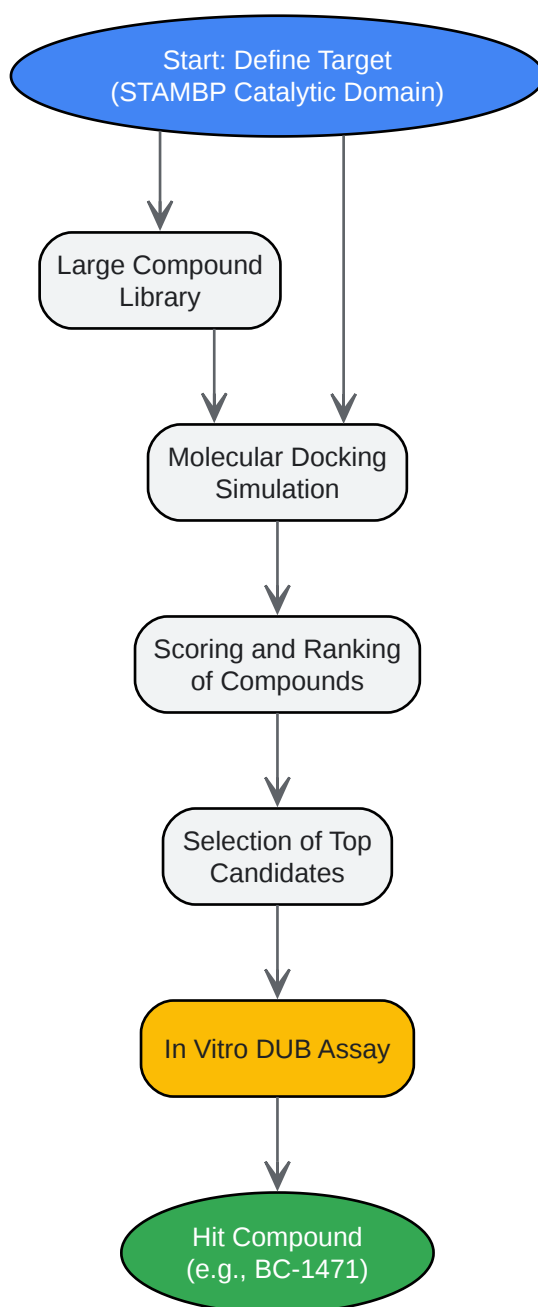 Start: Define Target
(STAMBP Catalytic Domain)
Large Compound
Library
Molecular Docking
Simulation
Scoring and Ranking
of Compounds
Selection of Top
Candidates
In Vitro DUB Assay
Hit Compound
(e.g., BC-1471)